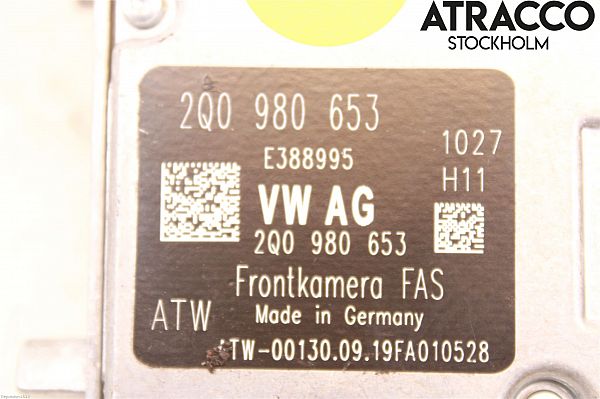 ATRACCO
STOCKHOLM
2Q0 980 653
E388995
1027
H11
VW AG
2Q0 980 653
Frontkamera FAS
ATW
Made in Germany
TW-00130.09.19FA010528